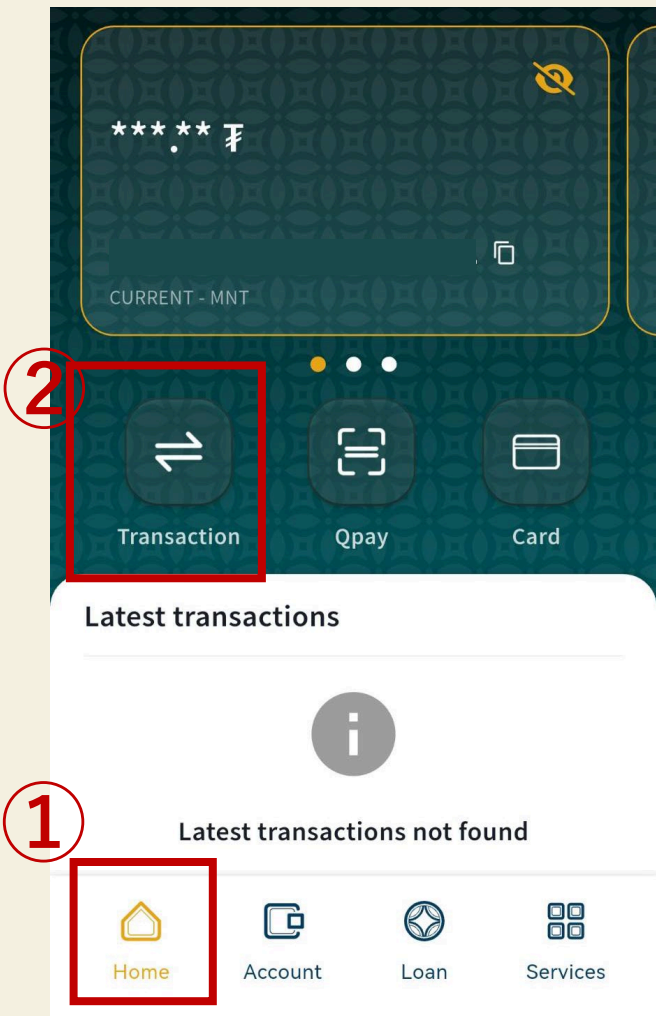 ***.** ₮
CURRENT - MNT
②
Transaction Qpay Card
Latest transactions
Latest transactions not found
①
Home Account Loan Services